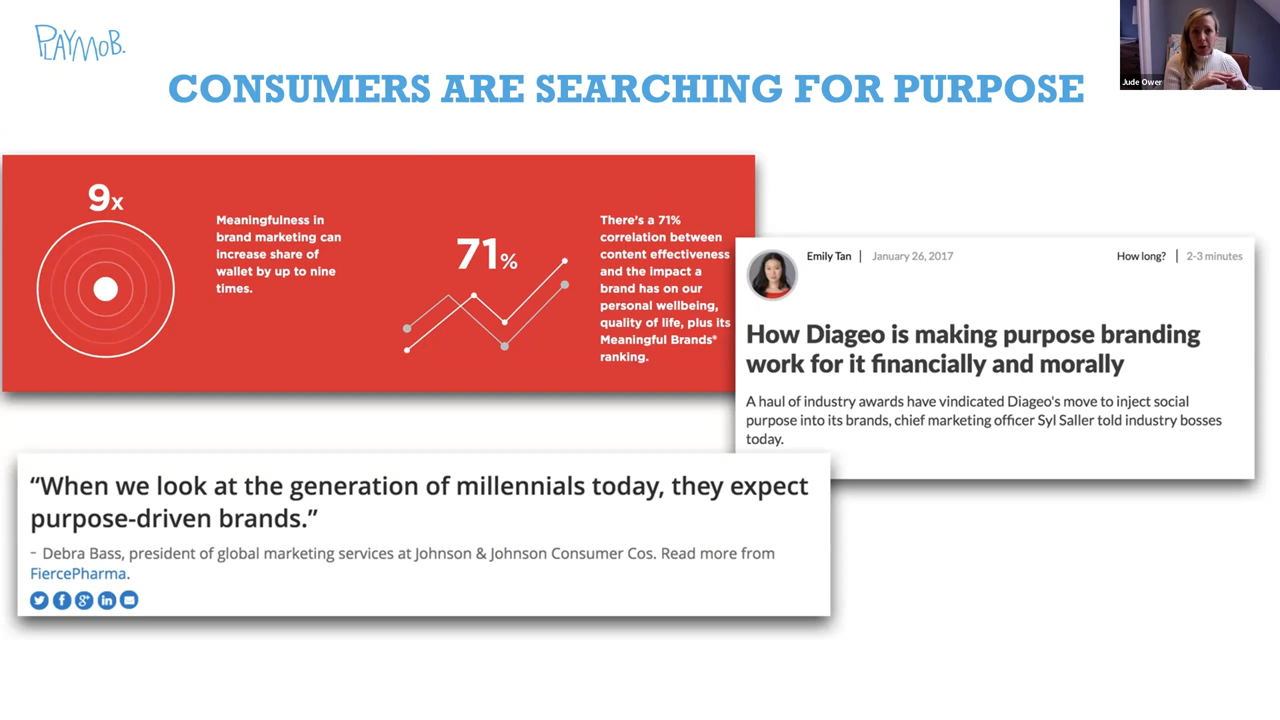 PLAYMOB.
Jude Ower
CONSUMERS ARE SEARCHING FOR PURPOSE
9x
Meaningfulness in
brand marketing can
increase share of
wallet by up to nine
times.
71%
There's a 71%
correlation between
content effectiveness
and the impact a
brand has on our
personal wellbeing,
quality of life, plus its
Meaningful Brands®
ranking.
Emily Tan | January 26, 2017 How long? | 2-3 minutes
How Diageo is making purpose branding
work for it financially and morally
A haul of industry awards have vindicated Diageo's move to inject social
purpose into its brands, chief marketing officer Syl Saller told industry bosses
today.
“When we look at the generation of millennials today, they expect
purpose-driven brands.”
- Debra Bass, president of global marketing services at Johnson & Johnson Consumer Cos. Read more from
FiercePharma.